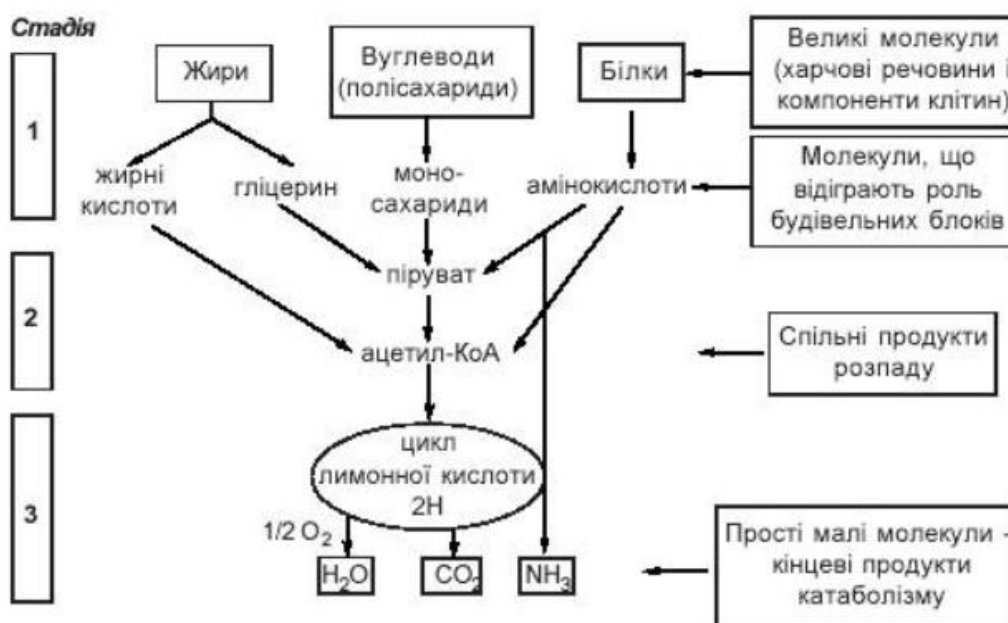 Стадія
1
Жири
Вуглеводи
(полісахариди)
Білки
Великі молекули
(харчові речовини і
компоненти клітин)
жирні
кислоти
гліцерин
моно-
сахариди
амінокислоти
Молекули, що
відіграють роль
будівельних блоків
2
піруват
ацетил-КоА
Спільні продукти
розпаду
3
цикл
лимонної кислоти
2H
1/2 O₂
H₂O
CO₂
NH₃
Прості малі молекули -
кінцеві продукти
катаболізму